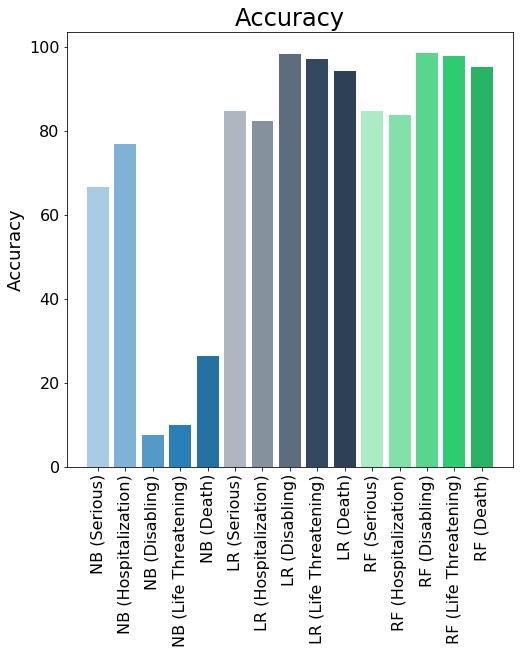 Accuracy
Accuracy
100
80
60
40
20
0
NB (Serious)
NB (Hospitalization)
NB (Disabling)
NB (Life Threatening)
NB (Death)
LR (Serious)
LR (Hospitalization)
LR (Disabling)
LR (Life Threatening)
LR (Death)
RF (Serious)
RF (Hospitalization)
RF (Disabling)
RF (Life Threatening)
RF (Death)